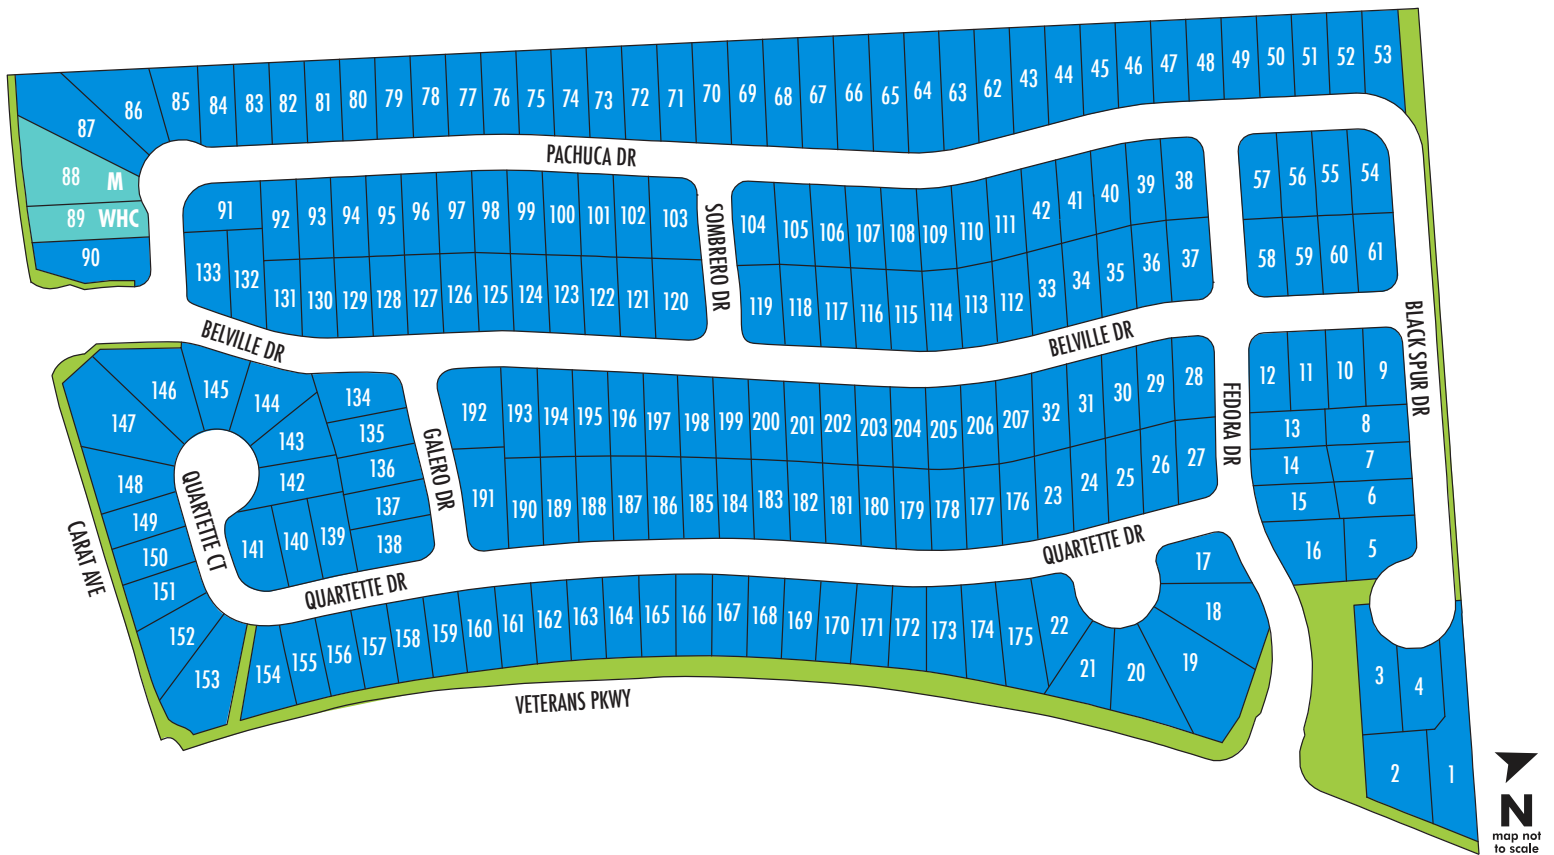 85 84 83 82 81 80 79 78 77 76 75 74 73 72 71 70 69 68 67 66 65 64 63 62 43 44 45 46 47 48 49 50 51 52 53
86
87
88 M
89 WHC
90
PACHUCA DR
91 92 93 94 95 96 97 98 99 100 101 102 103
133 132 131 130 129 128 127 126 125 124 123 122 121 120
SOMBRERO DR
104 105 106 107 108 109 110 111 42 41 40 39 38
119 118 117 116 115 114 113 112 33 34 35 36 37
57 56 55 54
58 59 60 61
BELVILLE DR
BELVILLE DR
BLACK SPUR DR
FEDORA DR
12 11 10 9
13 8
14 7
15 6
16 5
147 146 145 144 134
143 135
142 136
137
141 140 139 138
148
149
150
151
152
153
CARAT AVE
QUARTETTE CT
GALERO DR
192 193 194 195 196 197 198 199 200 201 202 203 204 205 206 207 32 31 30 29 28
191 190 189 188 187 186 185 184 183 182 181 180 179 178 177 176 23 24 25 26 27
QUARTETTE DR
QUARTETTE DR
154 155 156 157 158 159 160 161 162 163 164 165 166 167 168 169 170 171 172 173 174 175 22
17
18
19
20
21
VETERANS PKWY
3 4
2 1
N
map not
to scale